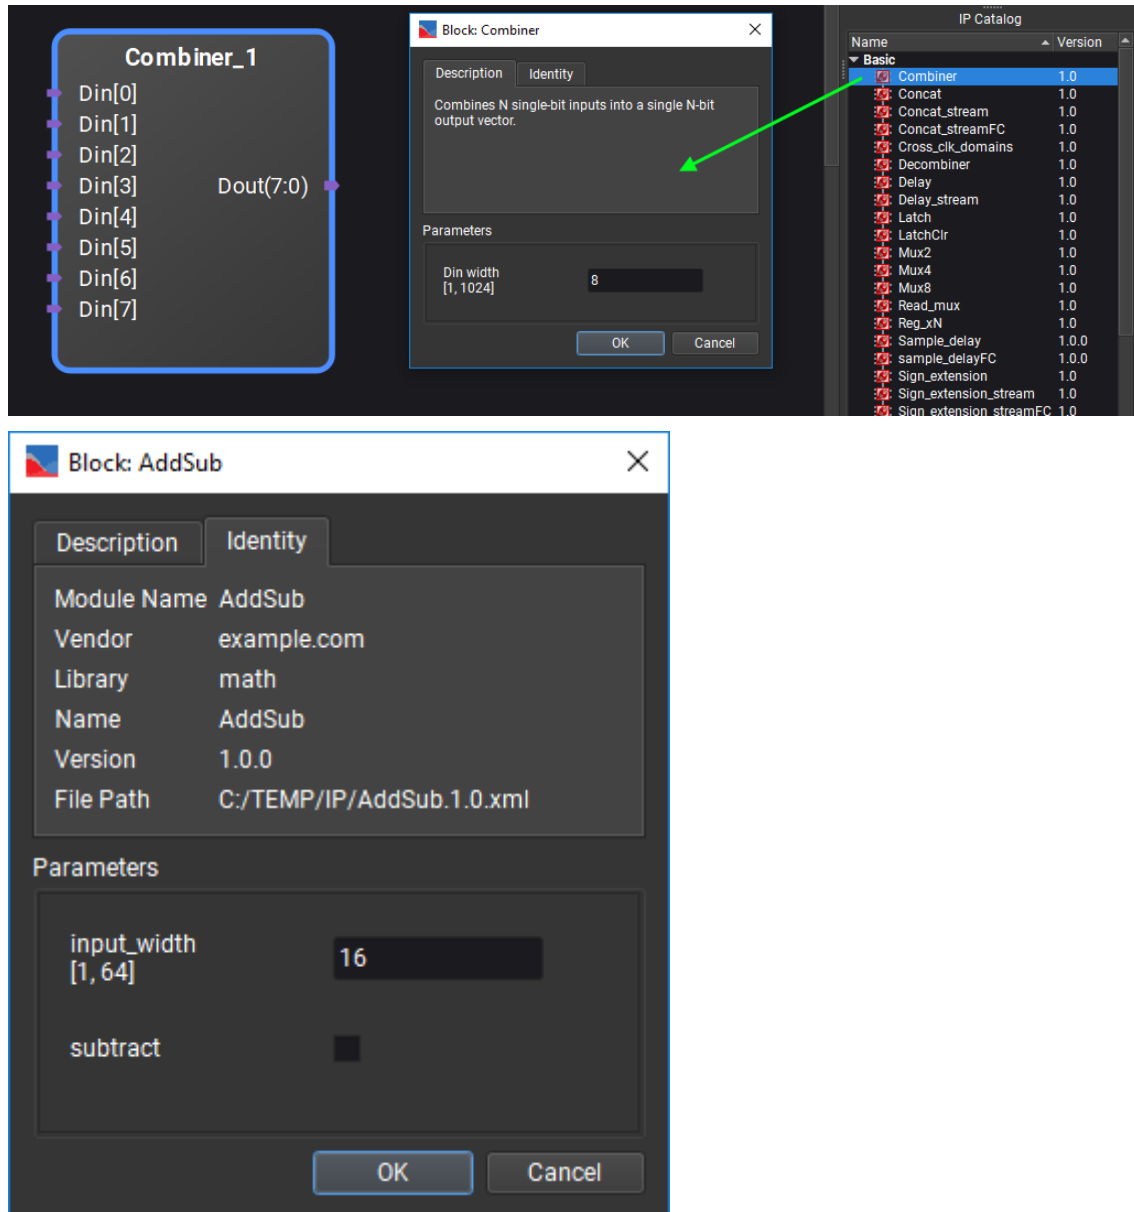 Combiner_1
Din[0]
Din[1]
Din[2]
Din[3] Dout(7:0)
Din[4]
Din[5]
Din[6]
Din[7]
Block: Combiner
Description Identity
Combines N single-bit inputs into a single N-bit
output vector.
Parameters
Din width
[1, 1024]
8
OK Cancel
IP Catalog
Name Version
Basic
Combiner 1.0
Concat 1.0
Concat_stream 1.0
Concat_streamFC 1.0
Cross_clk_domains 1.0
Decombiner 1.0
Delay 1.0
Delay_stream 1.0
Latch 1.0
LatchClr 1.0
Mux2 1.0
Mux4 1.0
Mux8 1.0
Read_mux 1.0
Reg_xN 1.0
Sample_delay 1.0.0
sample_delayFC 1.0.0
Sign_extension 1.0
Sign_extension_stream 1.0
Sign_extension_streamFC 1.0
Block: AddSub
Description Identity
Module Name AddSub
Vendor example.com
Library math
Name AddSub
Version 1.0.0
File Path C:/TEMP/IP/AddSub.1.0.xml
Parameters
input_width
[1, 64]
16
subtract
OK Cancel